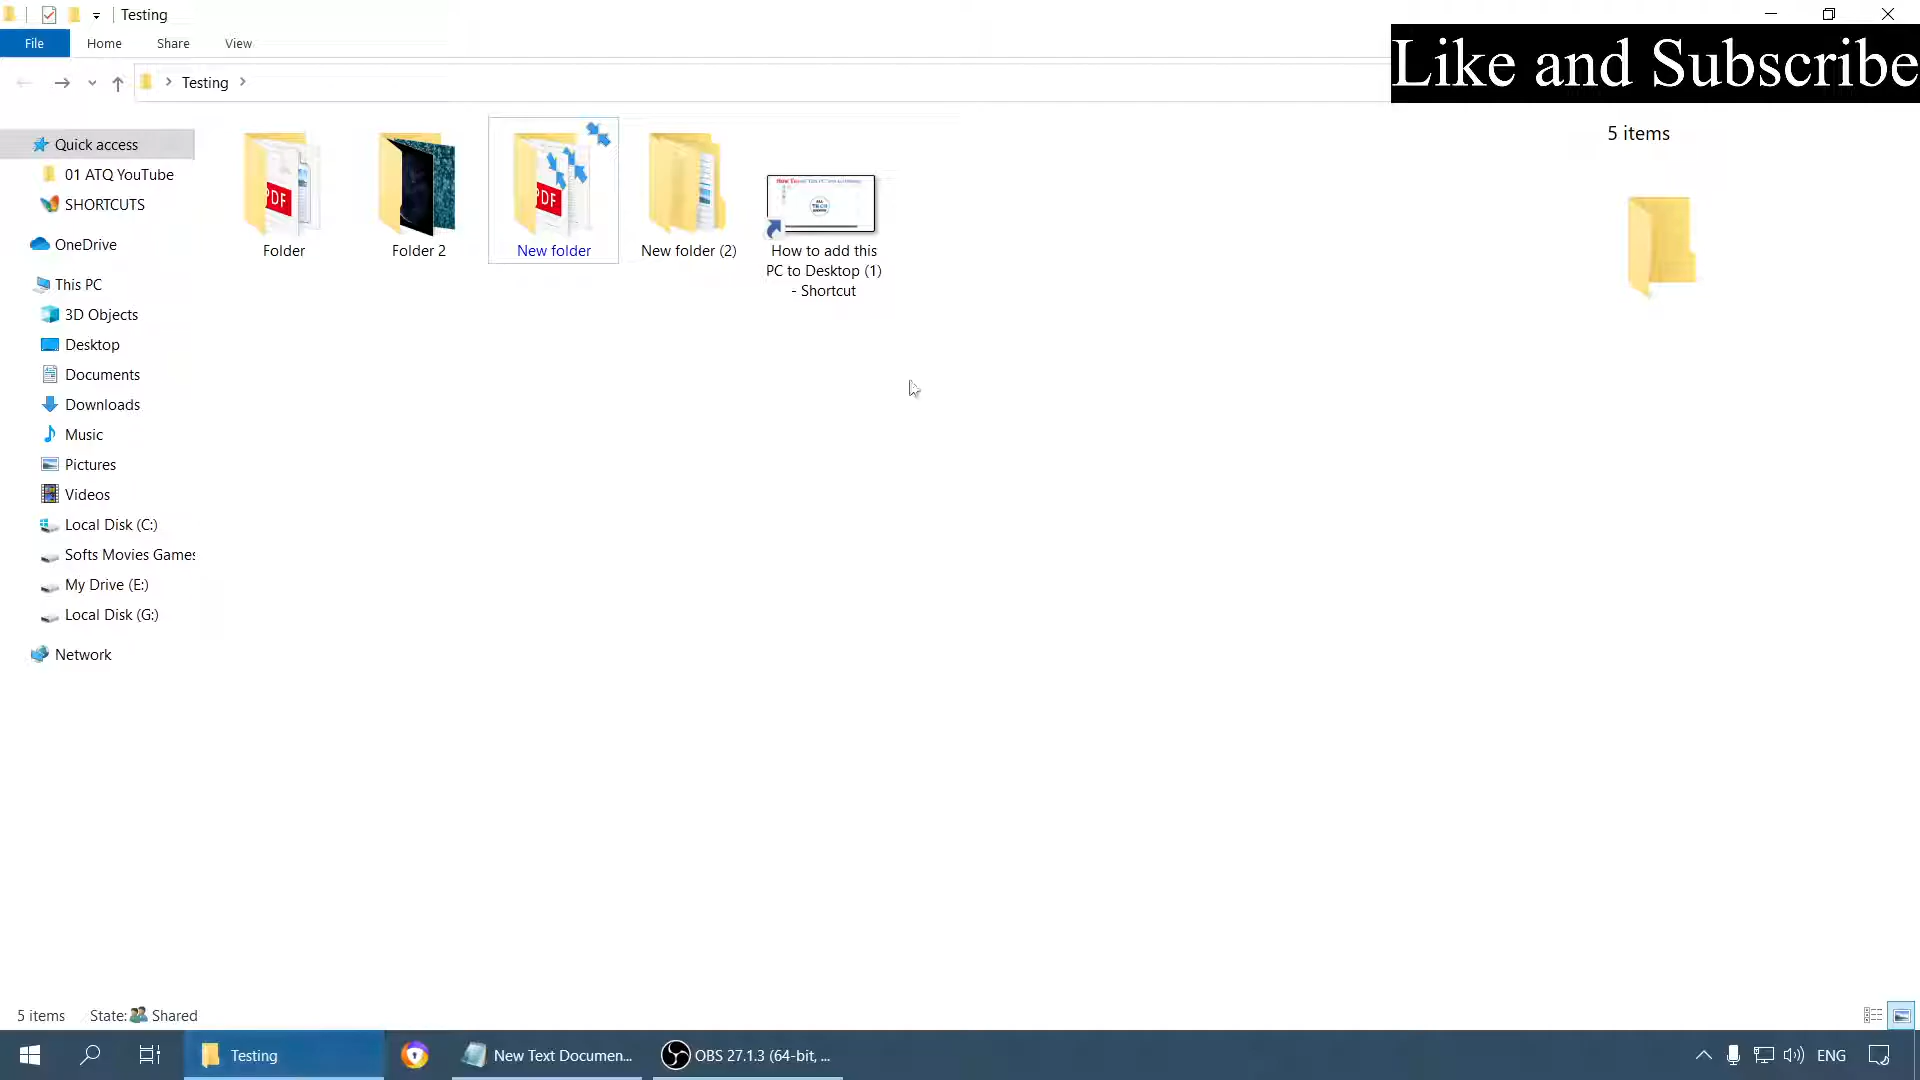 Testing
File
Home
Share
View
Like and Subscribe
Testing
Quick access
01 ATQ YouTube
SHORTCUTS
OneDrive
This PC
3D Objects
Desktop
Documents
Downloads
Music
Pictures
Videos
Local Disk (C:)
Softs Movies Games
My Drive (E:)
Local Disk (G:)
Network
PDF
Folder
Folder 2
PDF
New folder
New folder (2)
How to add this
PC to Desktop (1)
- Shortcut
5 items
5 items
State:
Shared
Testing
New Text Documen...
OBS 27.1.3 (64-bit, ...
ENG